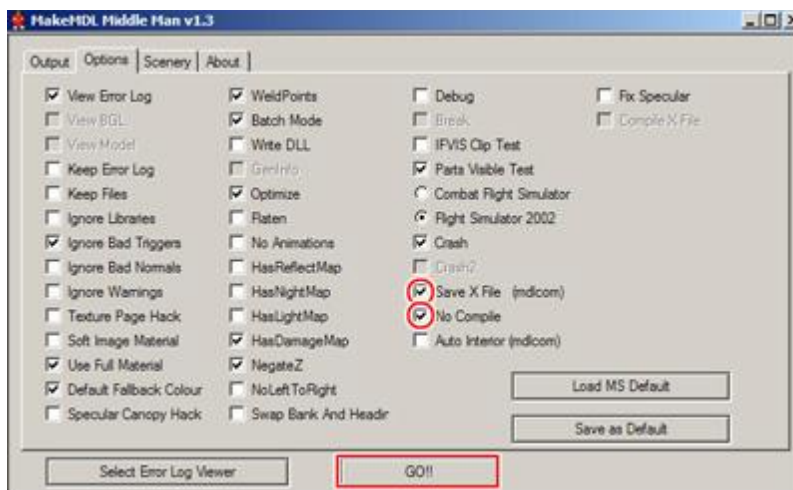 MakeMDL Middle Man v1.3
Output Options Scenery About
View Error Log
View BGL
View Model
Keep Error Log
Keep Files
Ignore Libraries
Ignore Bad Triggers
Ignore Bad Normals
Ignore Warnings
Texture Page Hack
Soft Image Material
Use Full Material
Default Fallback Colour
Specular Canopy Hack
WeldPoints
Batch Mode
Write DLL
GenInfo
Optimize
Flaten
No Animations
HasReflectMap
HasNightMap
HasLightMap
HasDamageMap
NegateZ
NoLeftToRight
Swap Bank And Headir
Debug
Break
IFVIS Clip Test
Parts Visible Test
Combat Flight Simulator
Flight Simulator 2002
Crash
Crash2
Save X File (mdlcom)
No Compile
Auto Interior (mdlcom)
Fix Specular
Compile X File
Load MS Default
Save as Default
Select Error Log Viewer
GO!!